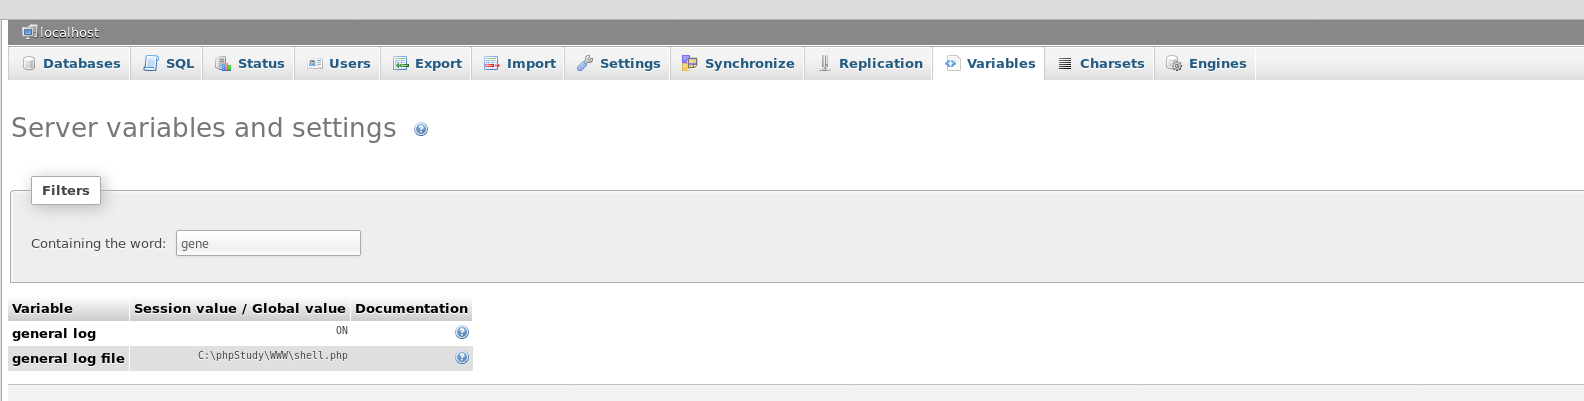 localhost
Databases SQL Status Users Export Import Settings Synchronize Replication Variables Charsets Engines
Server variables and settings
Filters
Containing the word: gene
Variable Session value / Global value Documentation
general log ON
general log file C:\phpStudy\WWW\shell.php